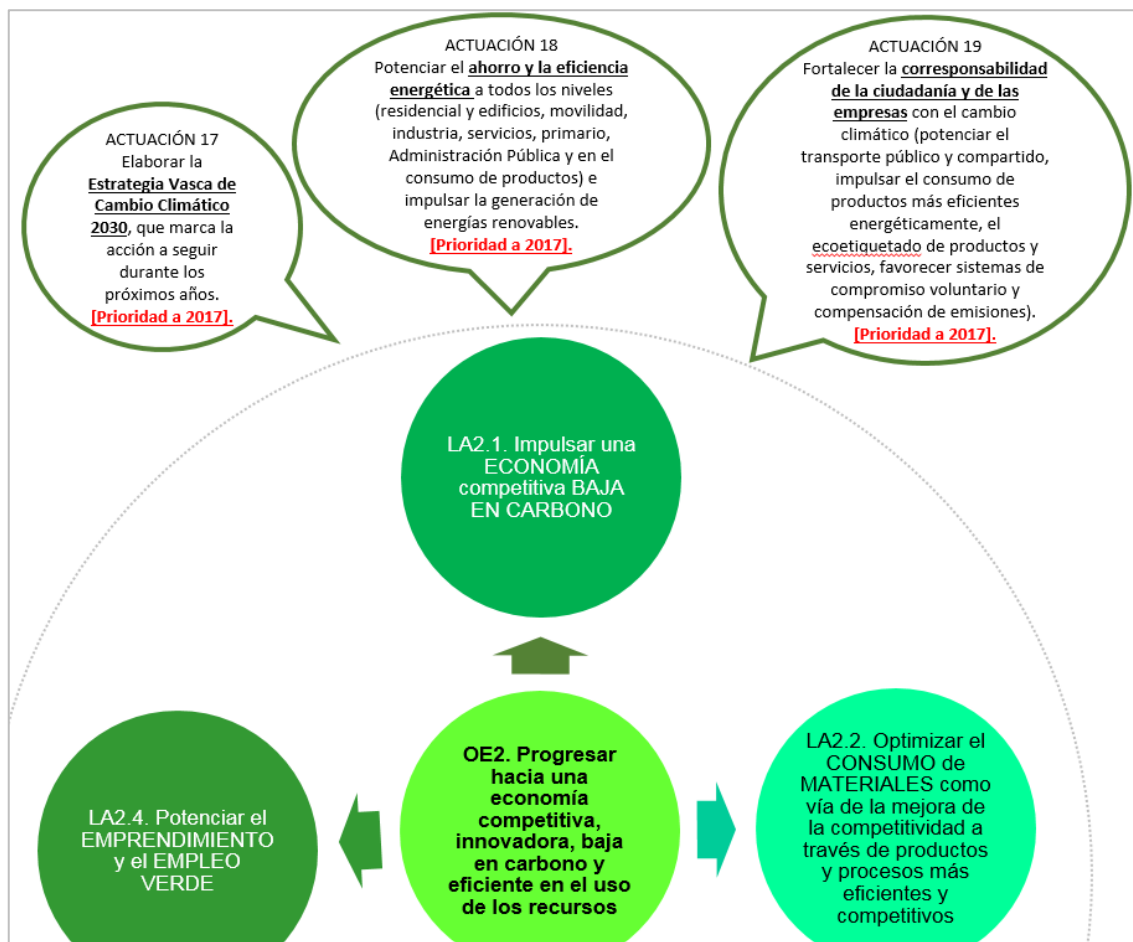 ACTUACIÓN 17
Elaborar la
Estrategia Vasca de
Cambio Climático
2030, que marca la
acción a seguir
durante los
próximos años.
[Prioridad a 2017].
ACTUACIÓN 18
Potenciar el ahorro y la eficiencia
energética a todos los niveles
(residencial y edificios, movilidad,
industria, servicios, primario,
Administración Pública y en el
consumo de productos) e
impulsar la generación de
energías renovables.
[Prioridad a 2017].
ACTUACIÓN 19
Fortalecer la corresponsabilidad
de la ciudadanía y de las
empresas con el cambio
climático (potenciar el
transporte público y compartido,
impulsar el consumo de
productos más eficientes
energéticamente, el
ecoetiquetado de productos y
servicios, favorecer sistemas de
compromiso voluntario y
compensación de emisiones).
[Prioridad a 2017].
LA2.1. Impulsar una
ECONOMÍA
competitiva BAJA
EN CARBONO
LA2.4. Potenciar el
EMPRENDIMIENTO
y el EMPLEO
VERDE
OE2. Progresar
hacia una
economía
competitiva,
innovadora, baja
en carbono y
eficiente en el uso
de los recursos
LA2.2. Optimizar el
CONSUMO de
MATERIALES como
vía de la mejora de
la competitividad a
través de productos
y procesos más
eficientes y
competitivos